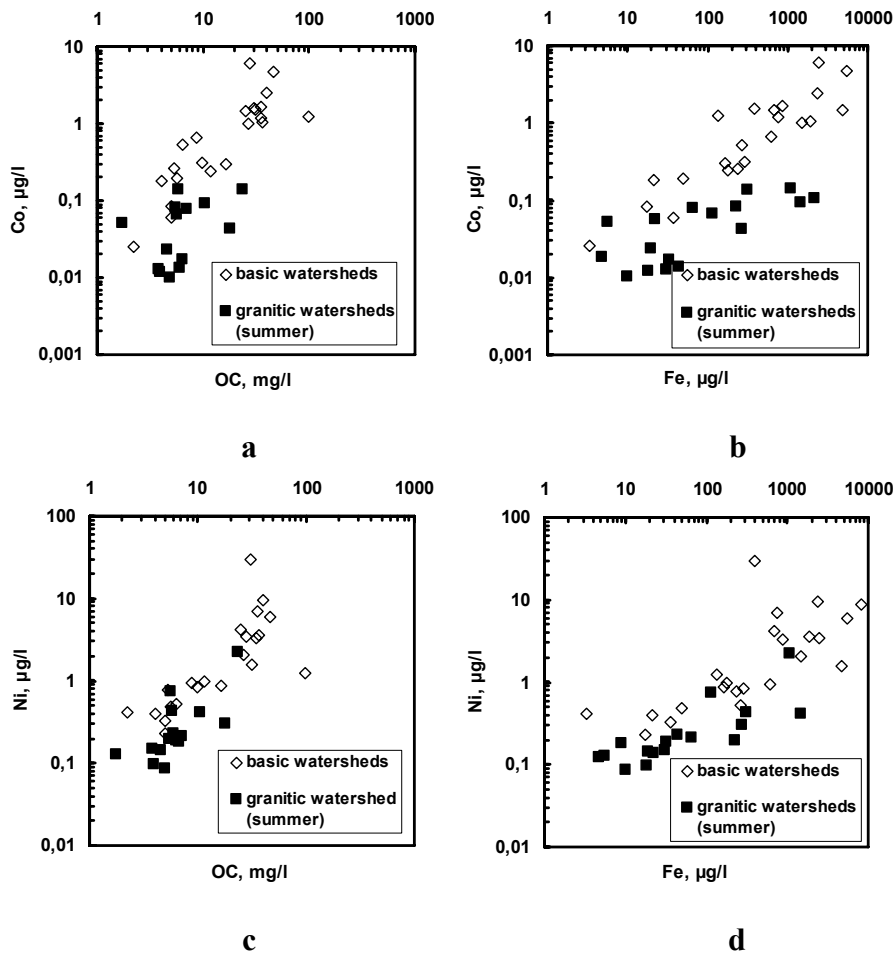 1 10 100 1000
10
1
0,1
0,01
0,001
Co, µg/l
◇ basic watersheds
■ granitic watersheds
(summer)
OC, mg/l
a
1 10 100 1000 10000
10
1
0,1
0,01
0,001
Co, µg/l
◇ basic watersheds
■ granitic watersheds
(summer)
Fe, µg/l
b
1 10 100 1000
100
10
1
0,1
0,01
Ni, µg/l
◇ basic watersheds
■ granitic watershed
(summer)
OC, mg/l
c
1 10 100 1000 10000
100
10
1
0,1
0,01
Ni, µg/l
◇ basic watersheds
■ granitic watersheds
(summer)
Fe, µg/l
d